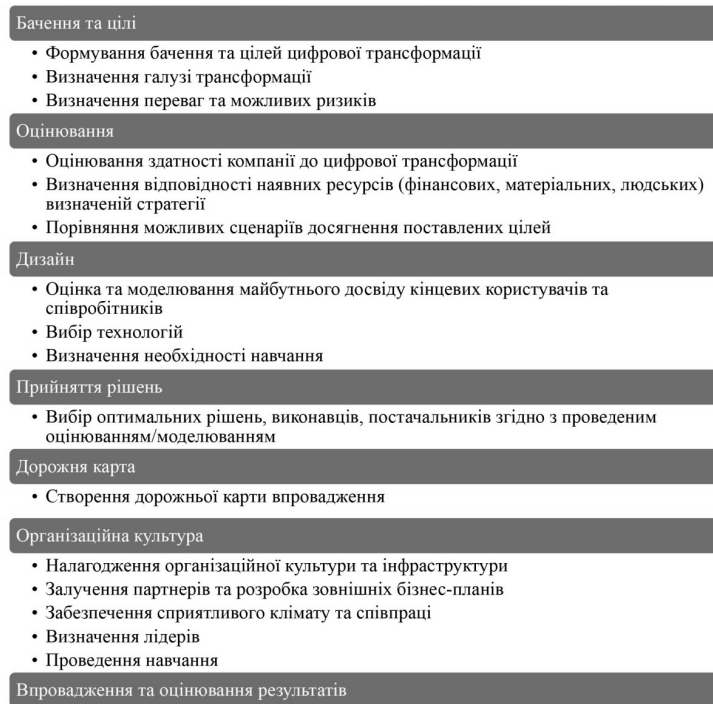 Бачення та цілі
• Формування бачення та цілей цифрової трансформації
• Визначення галузі трансформації
• Визначення переваг та можливих ризиків
Оцінювання
• Оцінювання здатності компанії до цифрової трансформації
• Визначення відповідності наявних ресурсів (фінансових, матеріальних, людських)
визначеній стратегії
• Порівняння можливих сценаріїв досягнення поставлених цілей
Дизайн
• Оцінка та моделювання майбутнього досвіду кінцевих користувачів та
співробітників
• Вибір технологій
• Визначення необхідності навчання
Прийняття рішень
• Вибір оптимальних рішень, виконавців, постачальників згідно з проведеним
оцінюванням/моделюванням
Дорожня карта
• Створення дорожньої карти впровадження
Організаційна культура
• Налагодження організаційної культури та інфраструктури
• Залучення партнерів та розробка зовнішніх бізнес-планів
• Забезпечення сприятливого клімату та співпраці
• Визначення лідерів
• Проведення навчання
Впровадження та оцінювання результатів